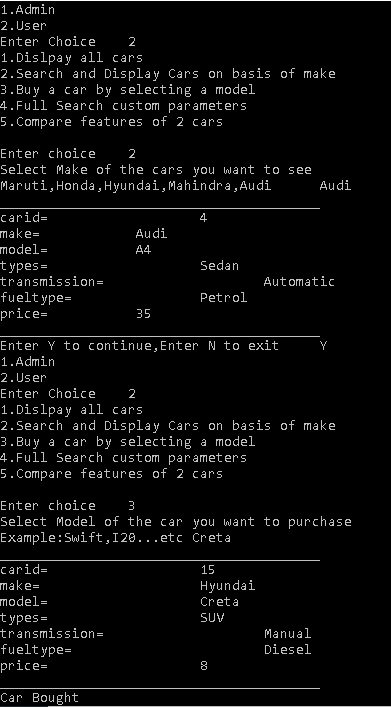 1.Admin
2.User
Enter Choice 2
1.Dislpay all cars
2.Search and Display Cars on basis of make
3.Buy a car by selecting a model
4.Full Search custom parameters
5.Compare features of 2 cars
Enter choice 2
Select Make of the cars you want to see
Maruti,Honda,Hyundai,Mahindra,Audi Audi
carid= 4
make= Audi
model= A4
types= Sedan
transmission= Automatic
fueltype= Petrol
price= 35
Enter Y to continue,Enter N to exit Y
1.Admin
2.User
Enter Choice 2
1.Dislpay all cars
2.Search and Display Cars on basis of make
3.Buy a car by selecting a model
4.Full Search custom parameters
5.Compare features of 2 cars
Enter choice 3
Select Model of the car you want to purchase
Example:Swift,I20...etc Creta
carid= 15
make= Hyundai
model= Creta
types= SUV
transmission= Manual
fueltype= Diesel
price= 8
Car Bought